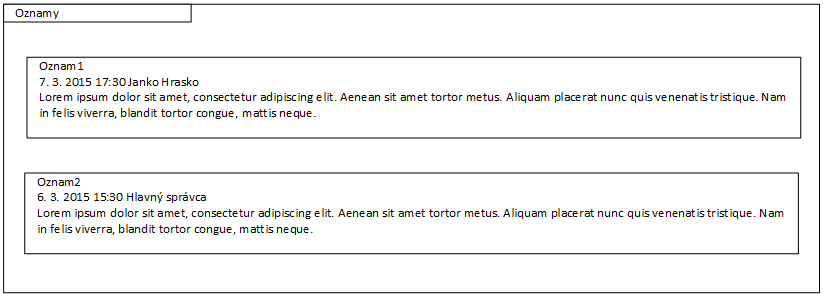 Oznamy
Oznam1
7. 3. 2015 17:30 Janko Hrasko
Lorem ipsum dolor sit amet, consectetur adipiscing elit. Aenean sit amet tortor metus. Aliquam placerat nunc quis venenatis tristique. Nam
in felis viverra, blandit tortor congue, mattis neque.
Oznam2
6. 3. 2015 15:30 Hlavný správca
Lorem ipsum dolor sit amet, consectetur adipiscing elit. Aenean sit amet tortor metus. Aliquam placerat nunc quis venenatis tristique. Nam
in felis viverra, blandit tortor congue, mattis neque.